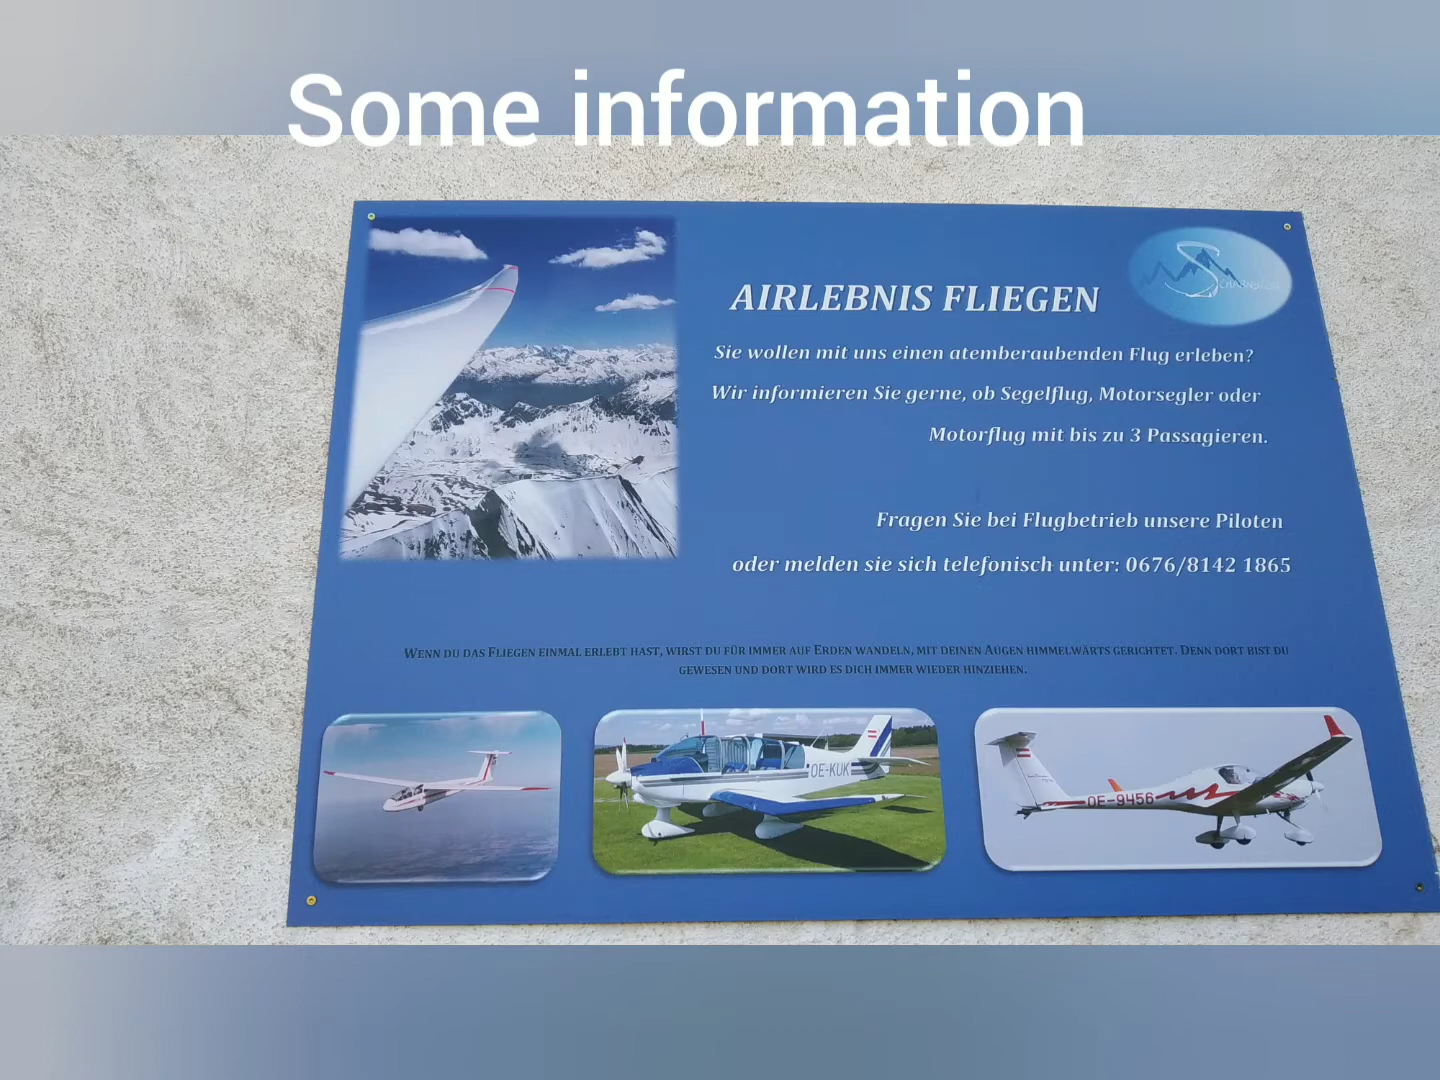 Some information
AIRLEBNIS FLIEGEN
Sie wollen mit uns einen atemberaubenden Flug erleben?
Wir informieren Sie gerne, ob Segelflug, Motorsegler oder
Motorflug mit bis zu 3 Passagieren.
Fragen Sie bei Flugbetrieb unsere Piloten
oder melden sie sich telefonisch unter: 0676/8142 1865
WENN DU DAS FLIEGEN EINMAL ERLEBT HAST, WIRST DU FÜR IMMER AUF ERDEN WANDELN, MIT DEINEN AUGEN HIMMELWÄRTS GERICHTET. DENN DORT BIST DU
GEWESEN UND DORT WIRD ES DICH IMMER WIEDER HINZIEHEN.
OE-KUK
OE-9456